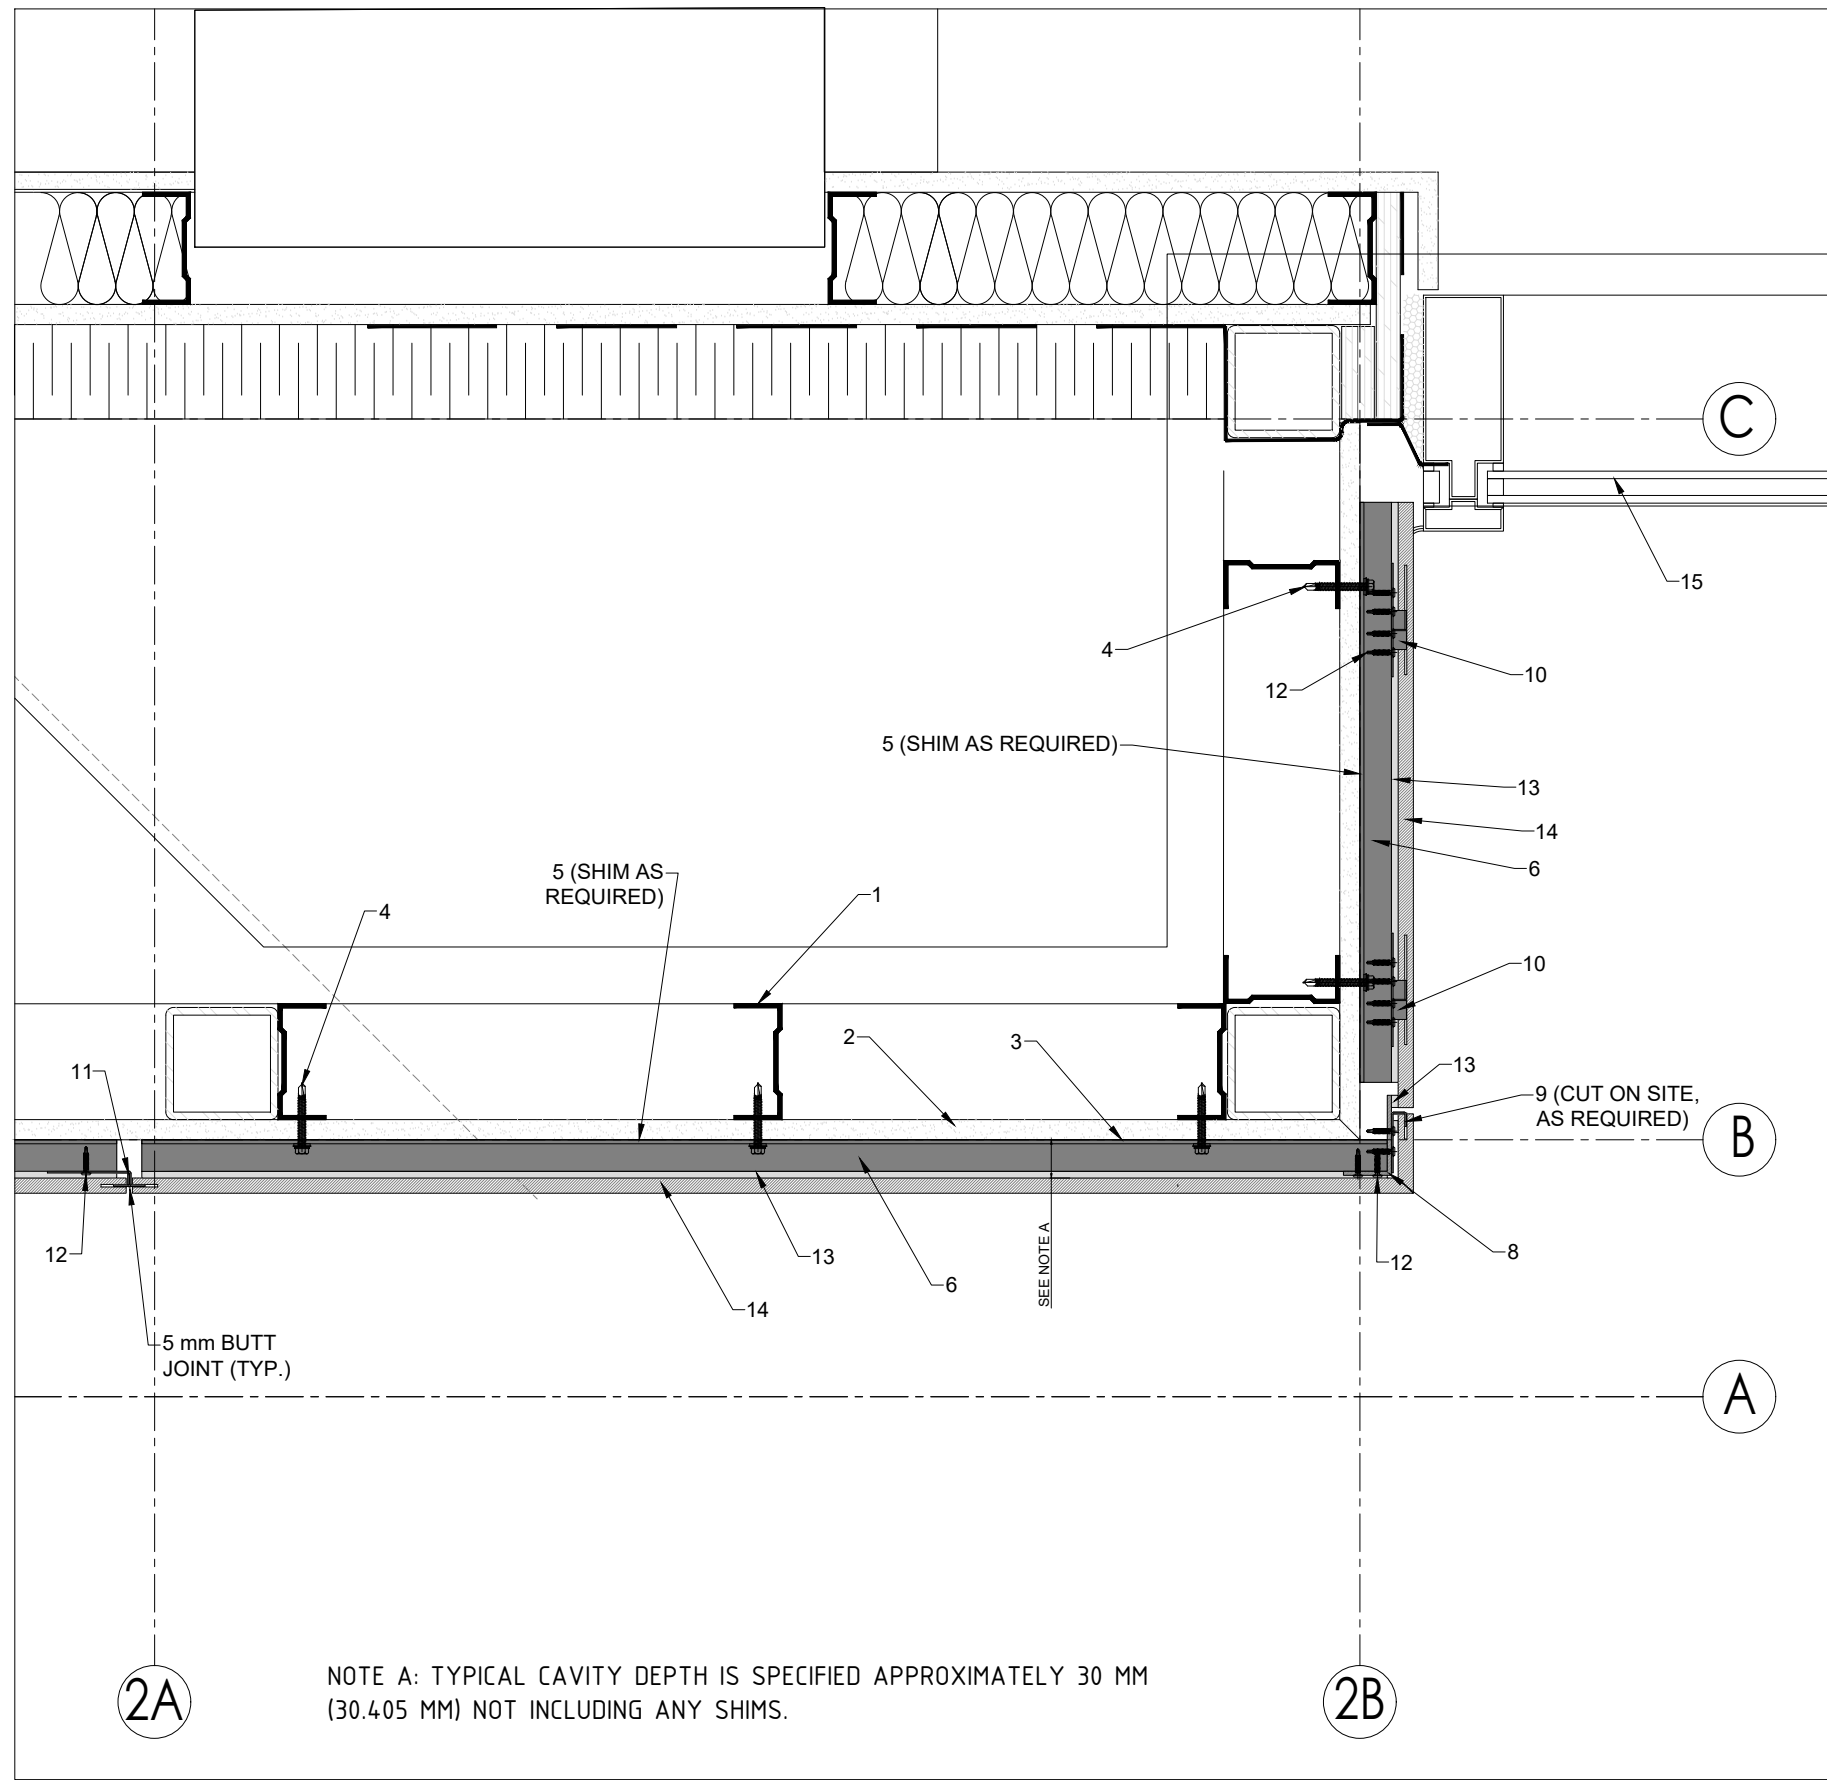 C
15
4
10
12
5 (SHIM AS REQUIRED)
13
14
6
5 (SHIM AS
REQUIRED)
1
4
10
2
3
11
13
9 (CUT ON SITE,
AS REQUIRED)
B
12
13
6
14
SEE NOTE A
12
8
5 mm BUTT
JOINT (TYP.)
A
2A
NOTE A: TYPICAL CAVITY DEPTH IS SPECIFIED APPROXIMATELY 30 MM
(30.405 MM) NOT INCLUDING ANY SHIMS.
2B